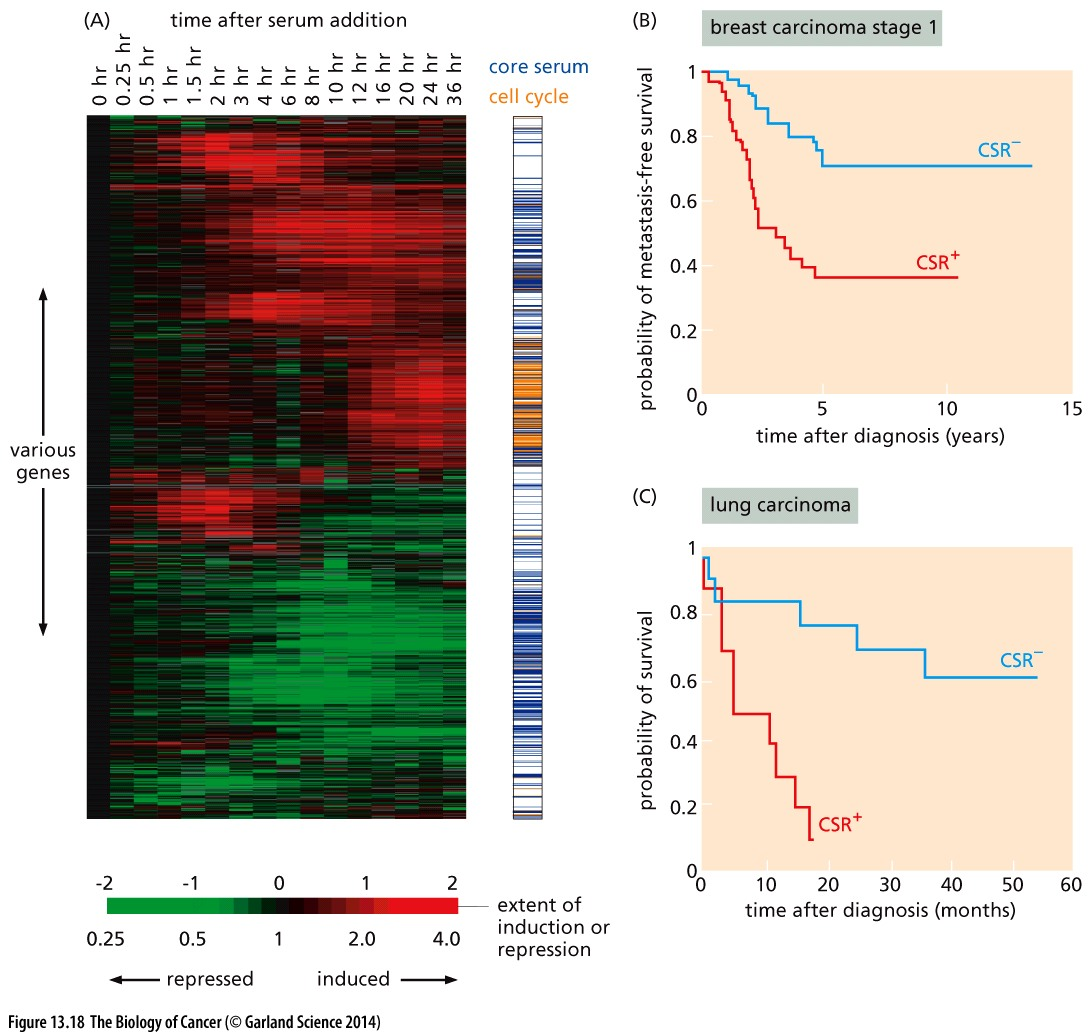 (A)
time after serum addition
0 hr
0.25 hr
0.5 hr
1 hr
1.5 hr
2 hr
3 hr
4 hr
6 hr
8 hr
10 hr
12 hr
16 hr
20 hr
24 hr
36 hr
core serum
cell cycle
various
genes
-2 -1 0 1 2
0.25 0.5 1 2.0 4.0
extent of
induction or
repression
repressed induced
(B)
breast carcinoma stage 1
probability of metastasis-free survival
1
0.8
0.6
0.4
0.2
0
CSR⁻
CSR⁺
0 5 10 15
time after diagnosis (years)
(C)
lung carcinoma
probability of survival
1
0.8
0.6
0.4
0.2
0
CSR⁻
CSR⁺
0 10 20 30 40 50 60
time after diagnosis (months)
Figure 13.18 The Biology of Cancer (© Garland Science 2014)